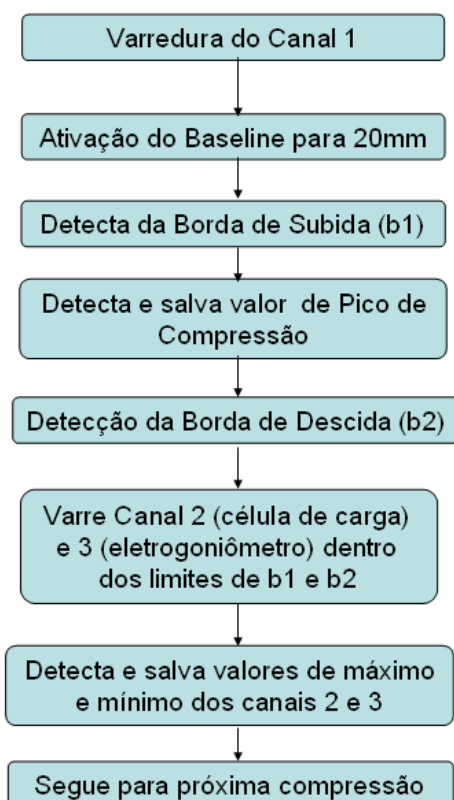 Varredura do Canal 1
Ativação do Baseline para 20mm
Detecta da Borda de Subida (b1)
Detecta e salva valor de Pico de
Compressão
Detecção da Borda de Descida (b2)
Varre Canal 2 (célula de carga)
e 3 (eletrogoniômetro) dentro
dos limites de b1 e b2
Detecta e salva valores de máximo
e mínimo dos canais 2 e 3
Segue para próxima compressão